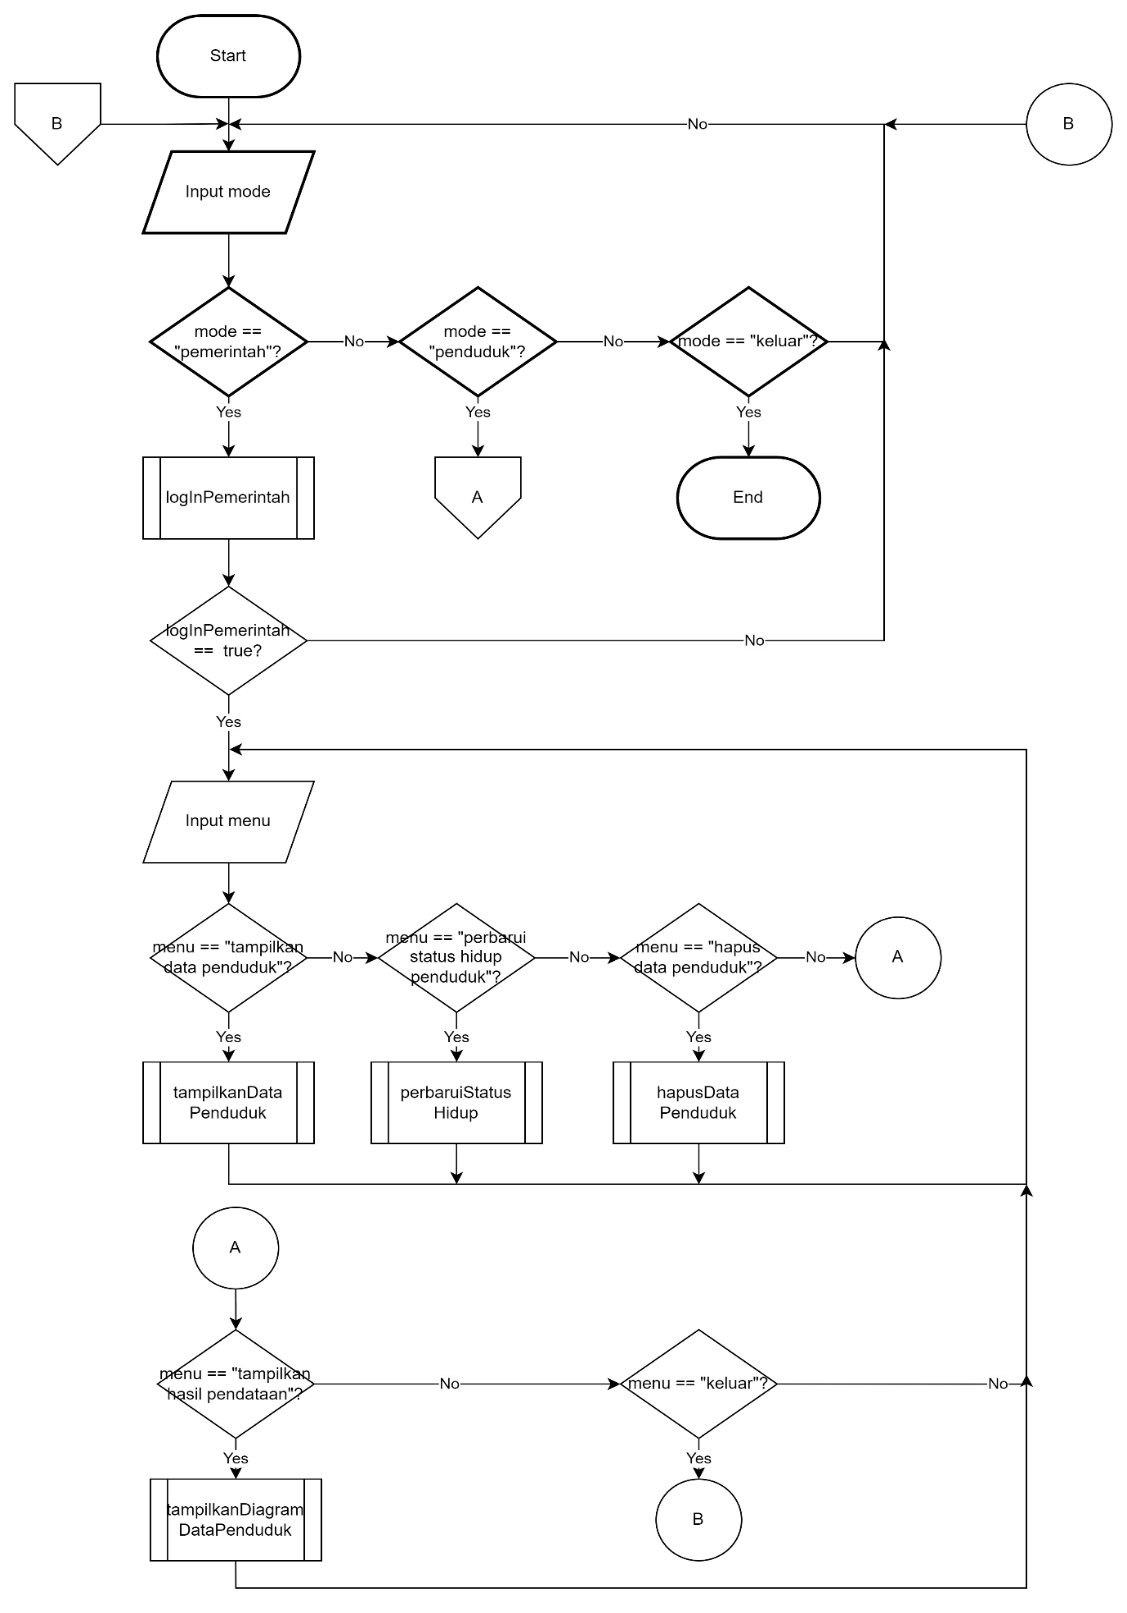 Start
B
No
B
Input mode
mode ==
"pemerintah"?
No
mode ==
"penduduk"?
No
mode == "keluar"?
Yes
Yes
Yes
logInPemerintah
A
End
logInPemerintah
== true?
No
Yes
Input menu
menu == "tampilkan
data penduduk"?
No
menu == "perbarui
status hidup
penduduk"?
No
menu == "hapus
data penduduk"?
No
A
Yes
Yes
Yes
tampilkanData
Penduduk
perbaruiStatus
Hidup
hapusData
Penduduk
A
menu == "tampilkan
hasil pendataan"?
No
menu == "keluar"?
No
Yes
Yes
tampilkanDiagram
DataPenduduk
B